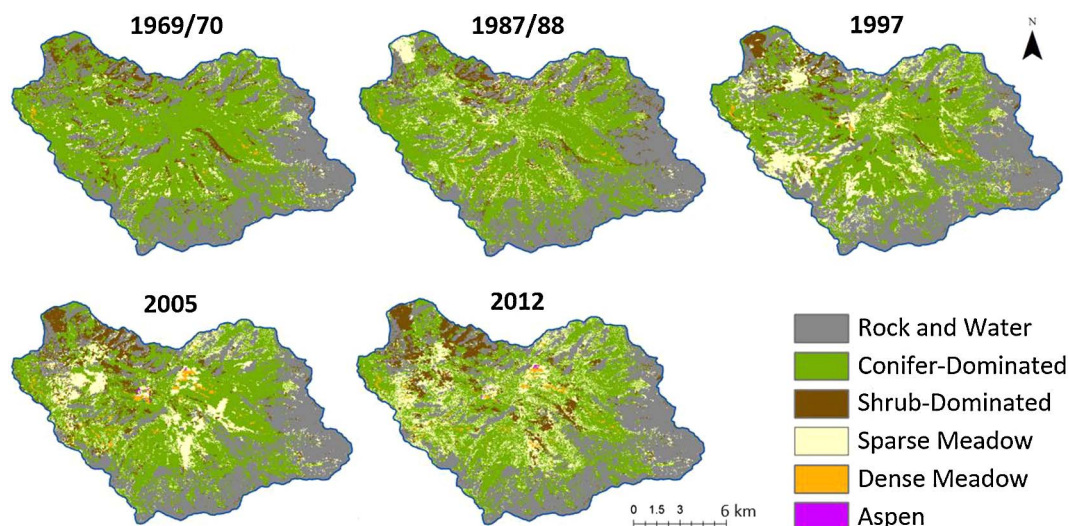 1969/70
1987/88
1997
N
2005
2012
Rock and Water
Conifer-Dominated
Shrub-Dominated
Sparse Meadow
Dense Meadow
Aspen
0 1.5 3 6 km